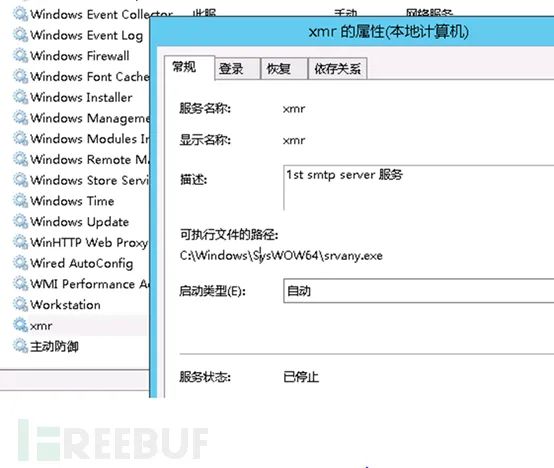 Windows Event Collector 此服 手动 网络服务
Windows Event Log
Windows Firewall
Windows Font Cache
Windows Installer
Windows Manageme
Windows Modules In
Windows Remote Ma
Windows Store Servic
Windows Time
Windows Update
WinHTTP Web Proxy
Wired AutoConfig
WMI Performance A
Workstation
xmr
主动防御
xmr 的属性(本地计算机)
常规 登录 恢复 依存关系
服务名称: xmr
显示名称: xmr
描述: 1st smtp server 服务
可执行文件的路径:
C:\Windows\SysWOW64\srvany.exe
启动类型(E): 自动
服务状态: 已停止
FREEBUF